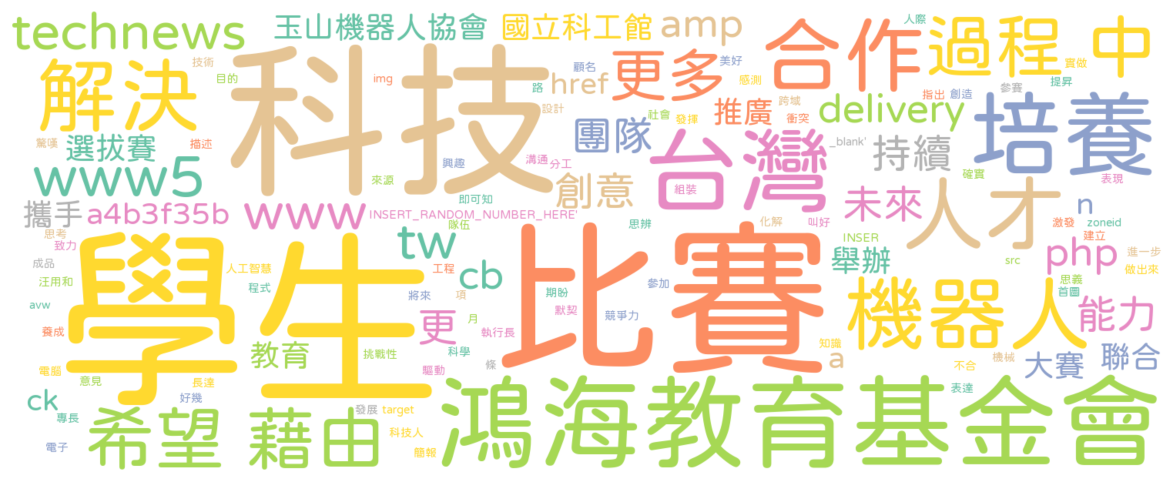 technews
玉山機器人協會
國立科工館
amp
人際
過程
中
合作
更多
解決
技術
目的
科技
img
顧名
路
href
設計
美好
感測
跨域
推廣
衝突
指出
創造
參賽
實做
提昇
選拔賽
描述
驚嘆
團隊
社會
發揮
delivery
_blank'
持續
培養
www5
興趣
溝通
分工
台灣
組裝
確實
表現
攜手
a4b3f35b
www
來源
即可知
創意
INSERT_RANDOM_NUMBER_HERE'
隊伍
思辨
化解
叫好
未來
人才
n
zoneid
激發
建立
進一步
做出來
思考
致力
成品
汪用和
avw
養成
學生
人工智慧
程式
工程
tw
cb
將來
項
月
期盼
默契
執行長
比賽
參加
競爭力
INSER
舉辦
src
php
思義
首圖
機器人
能力
更
教育
挑戰性
科學
驅動
條
知識
a
不合
機械
大賽
聯合
電腦
意見
長達
好幾
ck
專長
電子
希望
藉由
發展
target
科技人
簡報
鴻海教育基金會
表達